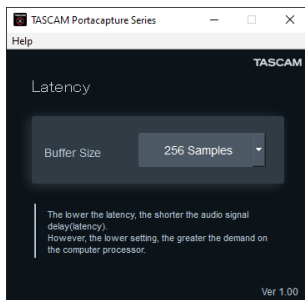 TASCAM Portacapture Series
Help
TASCAM
Latency
Buffer Size
256 Samples
The lower the latency, the shorter the audio signal
delay(latency).
However, the lower setting, the greater the demand on
the computer processor.
Ver 1.00